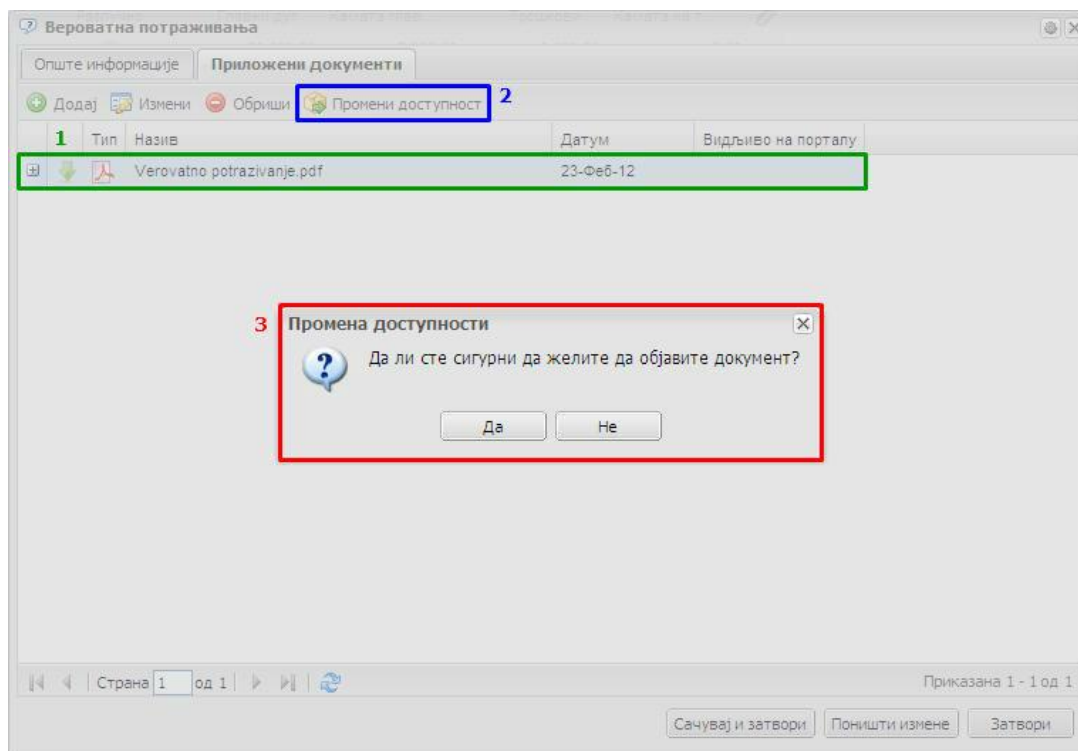 Вероватна потраживања
Опште информације Приложени документи
Додај Измени Обриши Промени доступност 2
1 Тип Назив Датум Видљиво на порталу
Verovatno potrazivanje.pdf 23-Феб-12
3 Промена доступности
Да ли сте сигурни да желите да објавите документ?
Да Не
Страна 1 од 1 Приказана 1 - 1 од 1
Сачувај и затвори Поништи измене Затвори